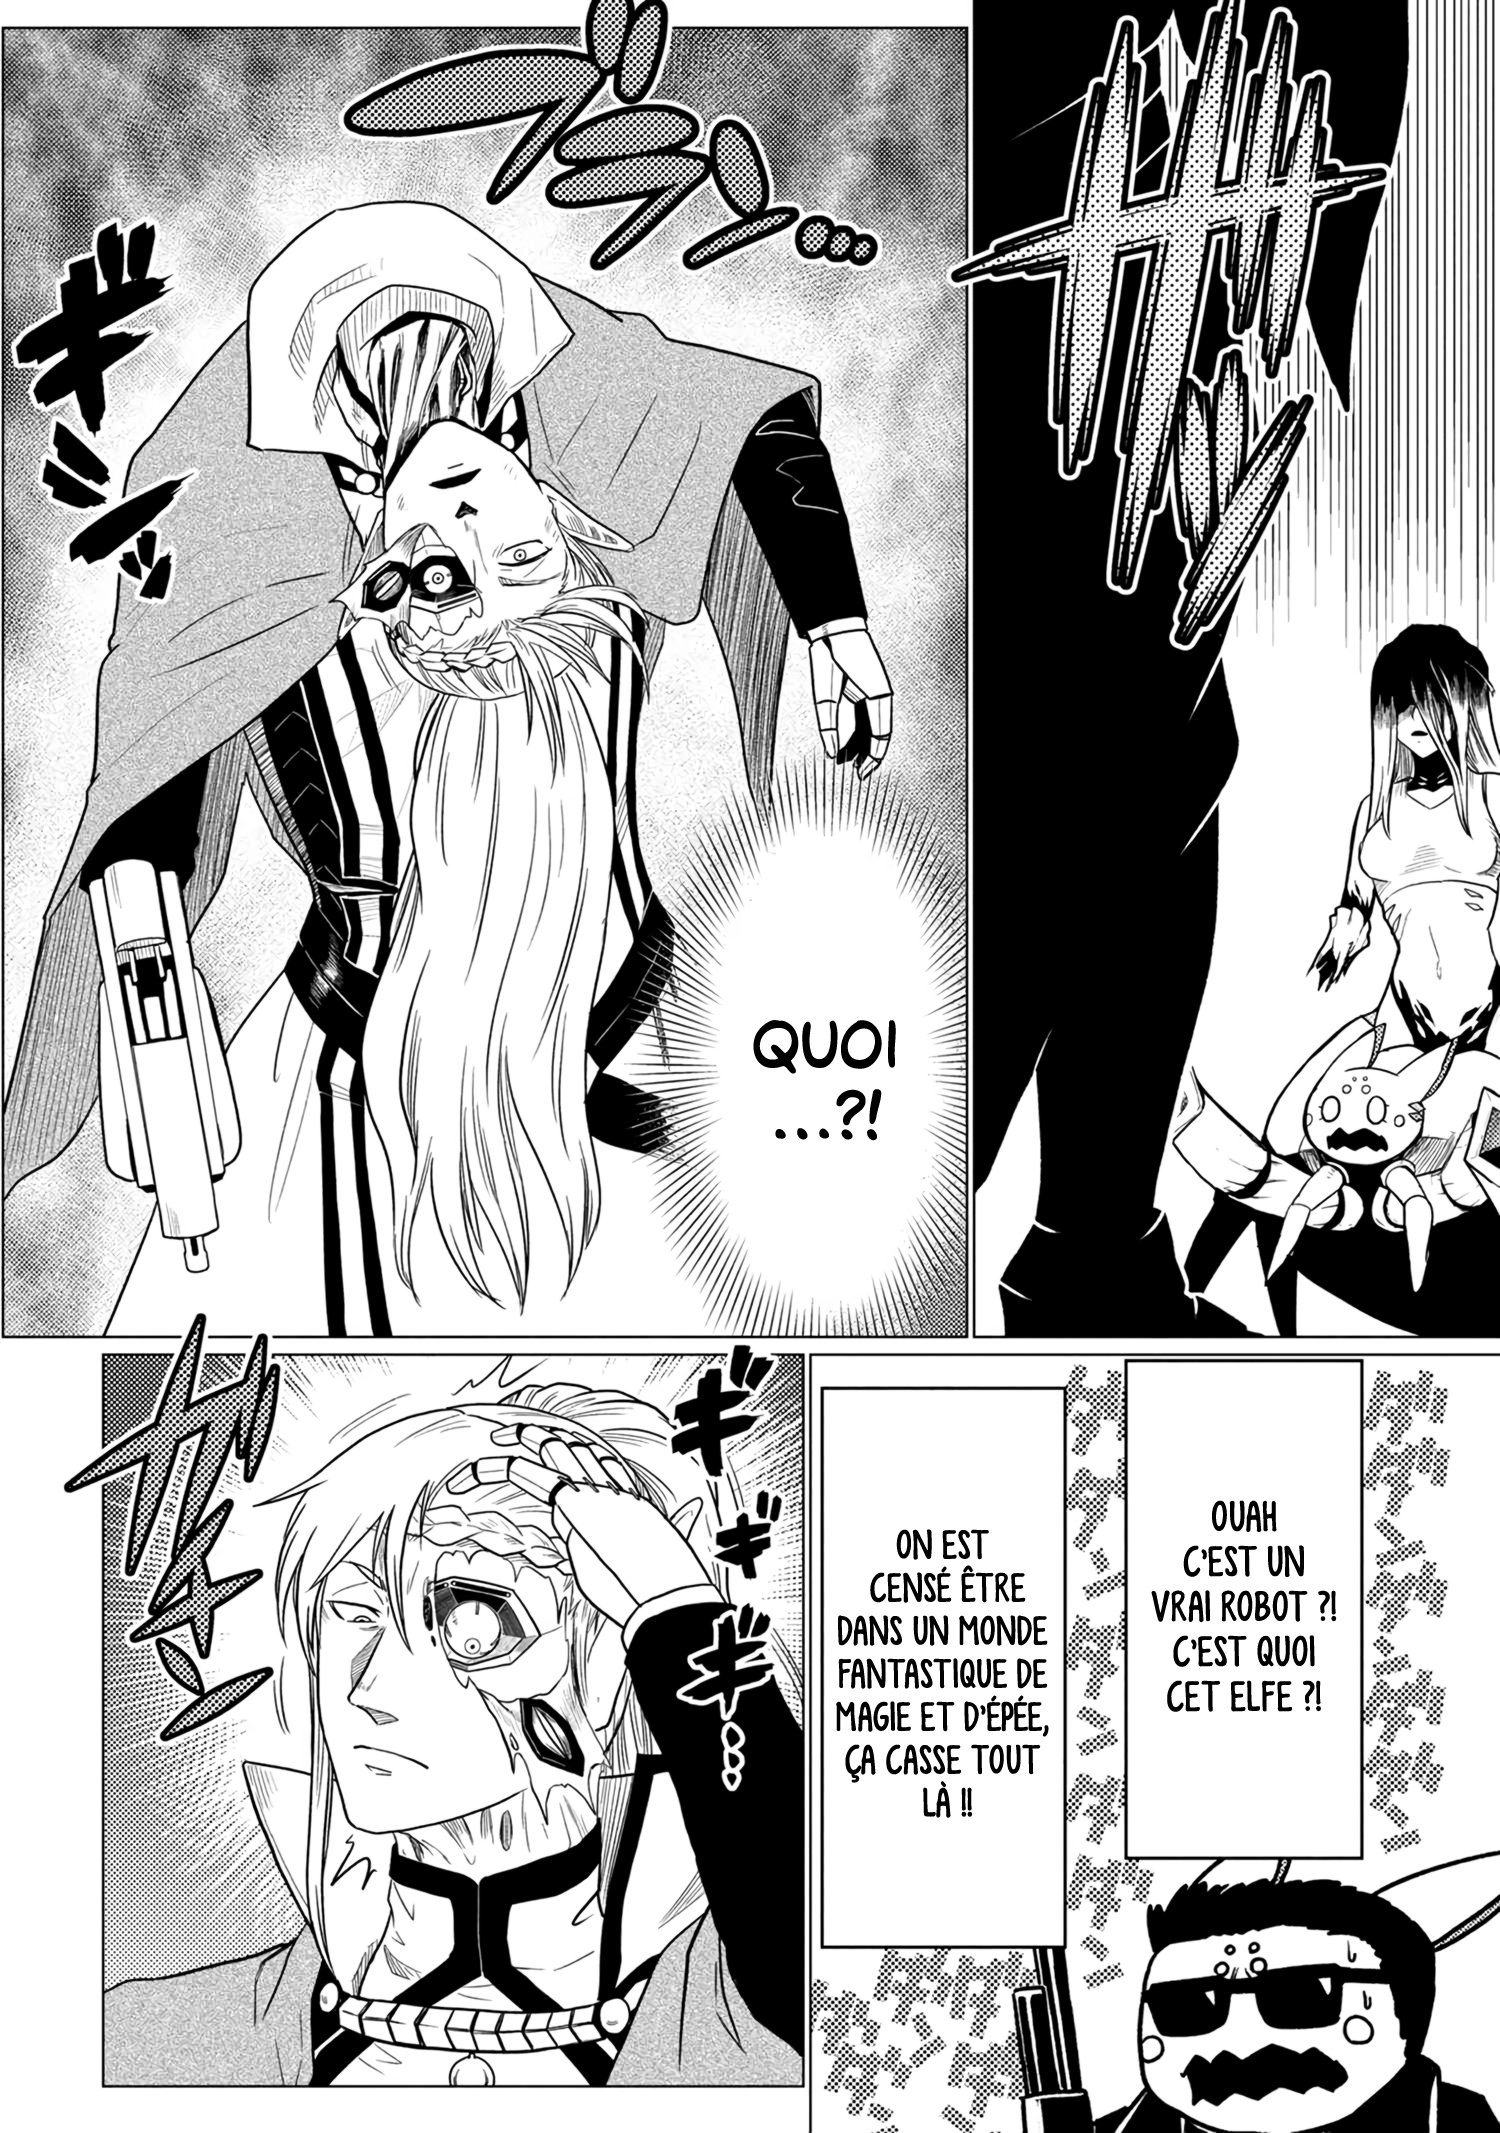 ブラン…
ギシッ
QUOI
...?!
OUAH
C'EST UN
VRAI ROBOT ?!
C'EST QUOI
CET ELFE ?!
ON EST
CENSÉ ÊTRE
DANS UN MONDE
FANTASTIQUE DE
MAGIE ET D'ÉPÉE,
ÇA CASSE TOUT
LÀ !!
ギ
ギ
ギ…